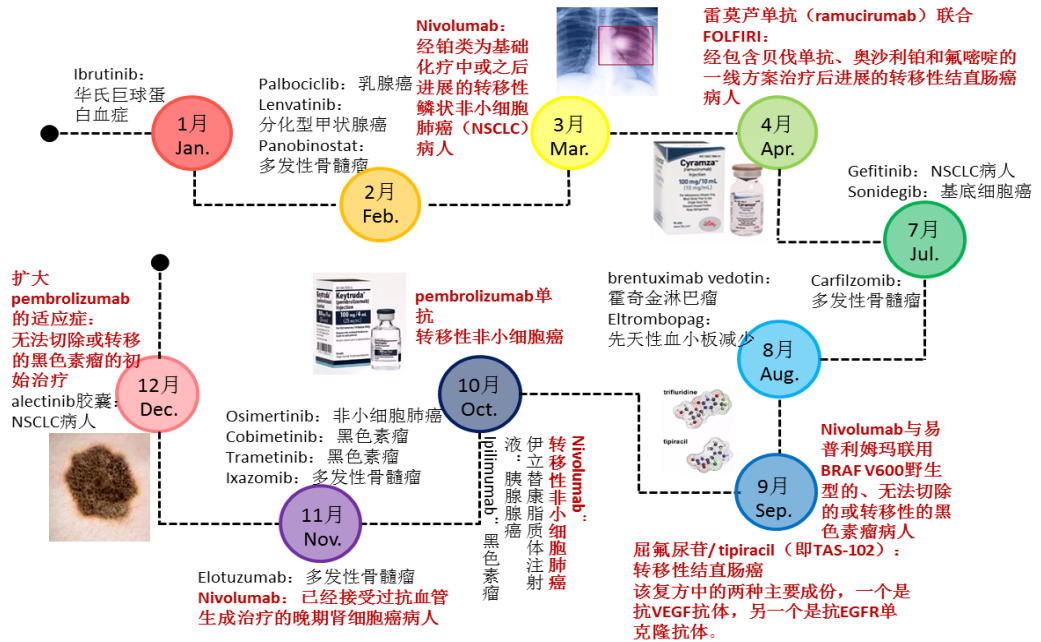 Ibrutinib：
华氏巨球蛋
白血症
1月
Jan.
Palbociclib：乳腺癌
Lenvatinib：
分化型甲状腺癌
Panobinostat：
多发性骨髓瘤
2月
Feb.
Nivolumab：
经铂类为基础
化疗中或之后
进展的转移性
鳞状非小细胞
肺癌（NSCLC）
病人
3月
Mar.
雷莫芦单抗（ramucirumab）联合
FOLFIRI：
经包含贝伐单抗、奥沙利铂和氟嘧啶的
一线方案治疗后进展的转移性结直肠癌
病人
4月
Apr.
Cyramza
(ramucirumab)
Injection
100 mg/10 mL
(10 mg/mL)
Lilly
Gefitinib：NSCLC病人
Sonidegib：基底细胞癌
7月
Jul.
brentuximab vedotin：
霍奇金淋巴瘤
Eltrombopag：
先天性血小板减少
Carfilzomib：
多发性骨髓瘤
8月
Aug.
trifluridine
tipiracil
Nivolumab与易
普利姆玛联用
BRAF V600野生
型的、无法切除
的或转移性的黑
色素瘤病人
9月
Sep.
屈氟尿苷/ tipiracil（即TAS-102）：
转移性结直肠癌
该复方中的两种主要成份，一个是
抗VEGF抗体，另一个是抗EGFR单
克隆抗体。
Keytruda
(pembrolizumab)
Injection
100 mg/4 mL
pembrolizumab单
抗
转移性非小细胞癌
10月
Oct.
Nivolumab：
转移性非小细胞肺癌
伊立替康脂质体注射
液：胰腺腺癌
Ipilimumab：黑色素瘤
Osimertinib：非小细胞肺癌
Cobimetinib：黑色素瘤
Trametinib：黑色素瘤
Ixazomib：多发性骨髓瘤
11月
Nov.
Elotuzumab：多发性骨髓瘤
Nivolumab：已经接受过抗血管
生成治疗的晚期肾细胞癌病人
扩大
pembrolizumab
的适应症：
无法切除或转移
的黑色素瘤的初
始治疗
alectinib胶囊：
NSCLC病人
12月
Dec.